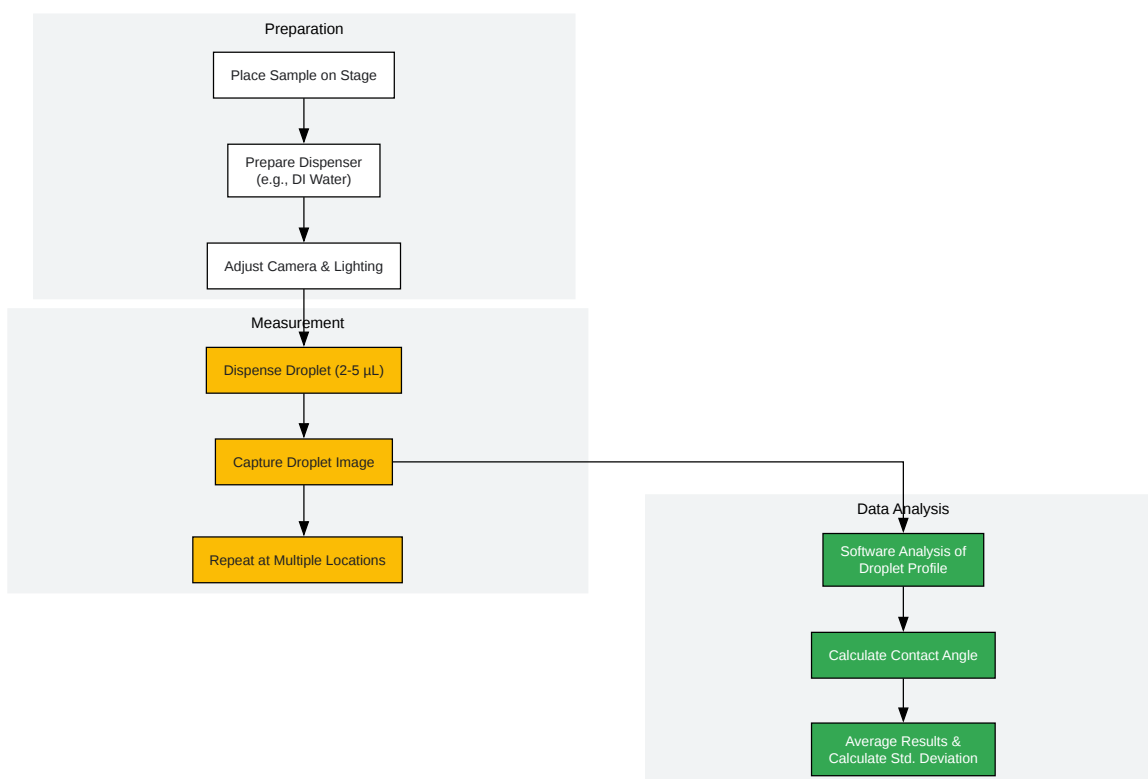 Preparation
Place Sample on Stage
Prepare Dispenser
(e.g., DI Water)
Adjust Camera & Lighting
Measurement
Dispense Droplet (2-5 µL)
Capture Droplet Image
Repeat at Multiple Locations
Data Analysis
Software Analysis of
Droplet Profile
Calculate Contact Angle
Average Results &
Calculate Std. Deviation